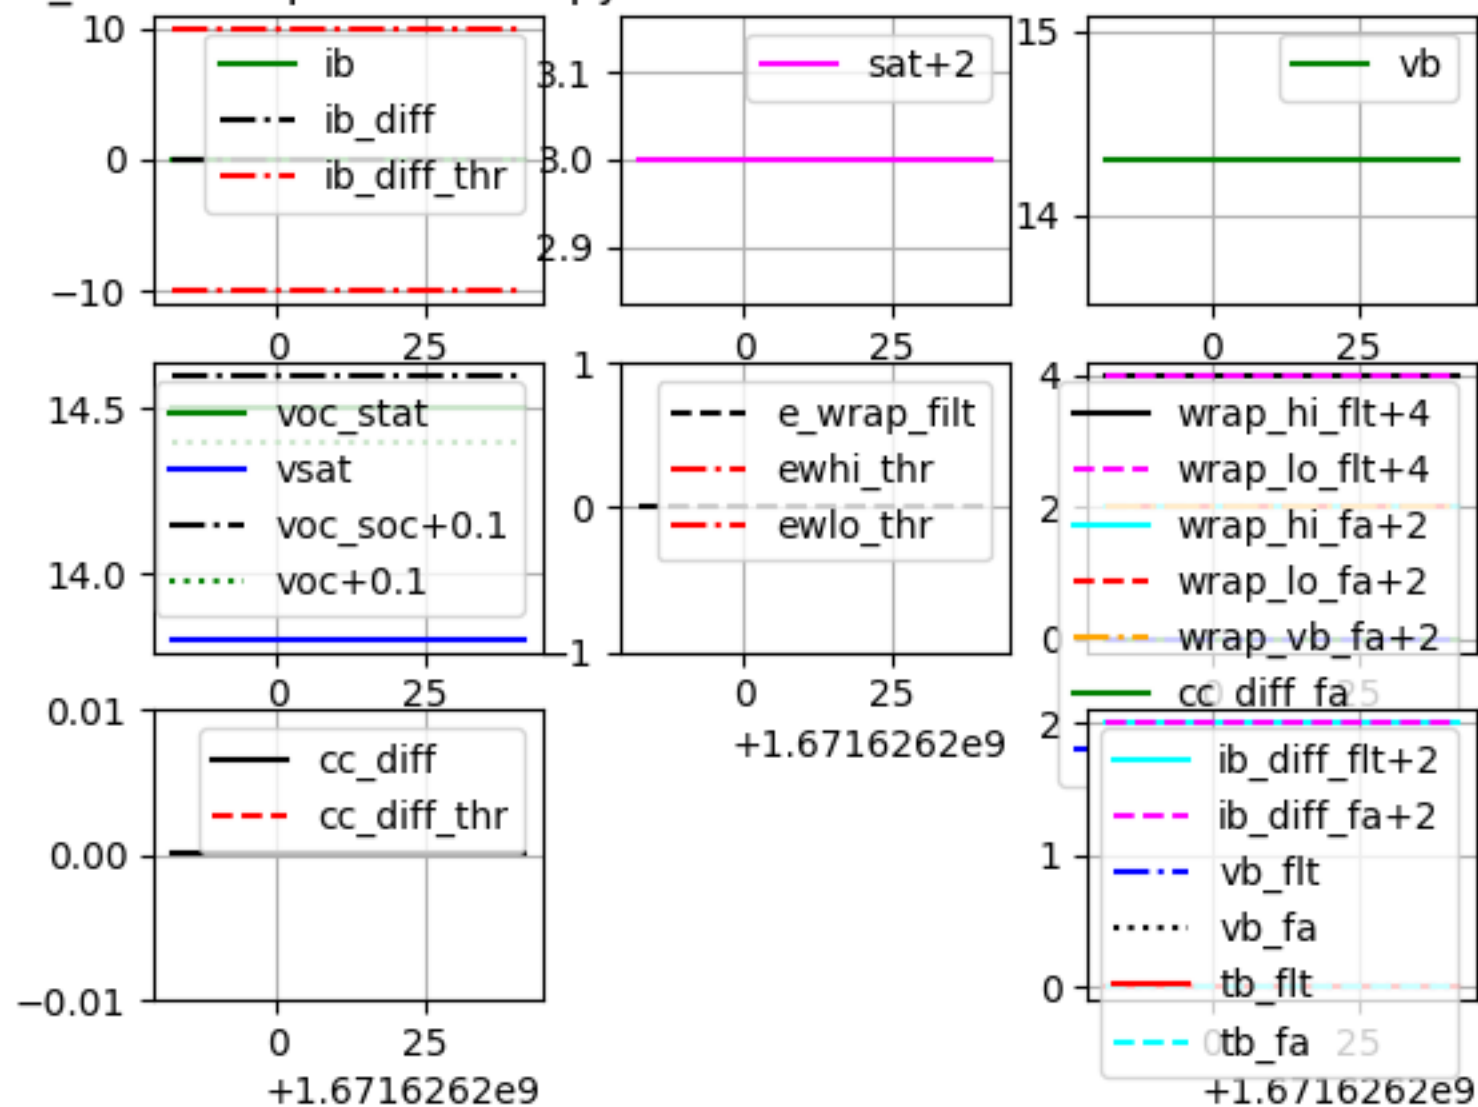 10
0
−10
ib
ib_diff
ib_diff_thr
0
25
3.1
3.0
2.9
sat+2
0
25
15
14
vb
0
25
14.5
14.0
voc_stat
vsat
voc_soc+0.1
voc+0.1
0
25
1
0
−1
e_wrap_filt
ewhi_thr
ewlo_thr
0
25
+1.6716262e9
4
2
0
wrap_hi_flt+4
wrap_lo_flt+4
wrap_hi_fa+2
wrap_lo_fa+2
wrap_vb_fa+2
cc_diff_fa
0
25
0.01
0.00
−0.01
cc_diff
cc_diff_thr
0
25
+1.6716262e9
2
1
0
ib_diff_flt+2
ib_diff_fa+2
vb_flt
vb_fa
tb_flt
tb_fa
0
25
+1.6716262e9